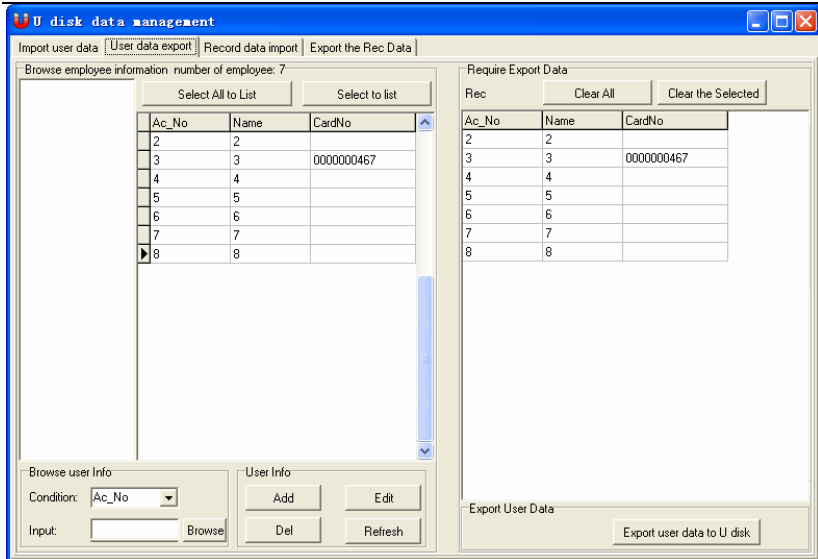 U disk data management
Import user data User data export Record data import Export the Rec Data
Browse employee information number of employee: 7
Select All to List Select to list
Ac_No Name CardNo
2 2
3 3 0000000467
4 4
5 5
6 6
7 7
8 8
Browse user Info
Condition: Ac_No
Input: Browse
User Info
Add Edit
Del Refresh
Require Export Data
Rec Clear All Clear the Selected
Ac_No Name CardNo
2 2
3 3 0000000467
4 4
5 5
6 6
7 7
8 8
Export User Data
Export user data to U disk